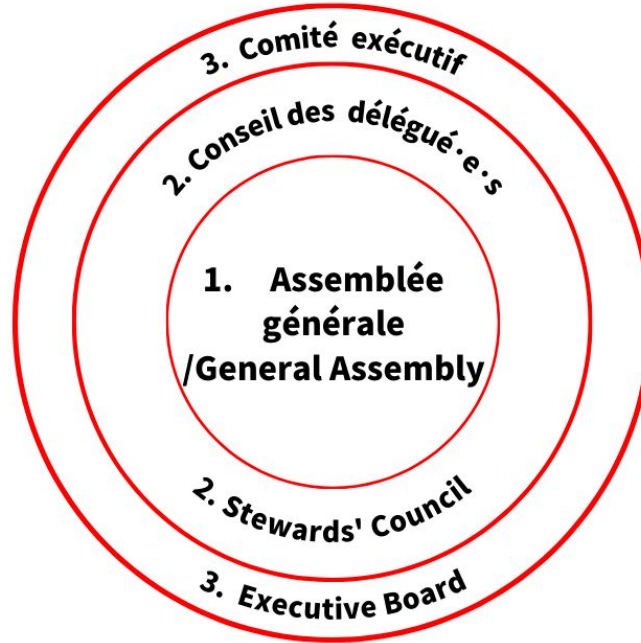 3. Comité exécutif
2. Conseil des délégué·e·s
1. Assemblée
générale
/General Assembly
2. Stewards' Council
3. Executive Board